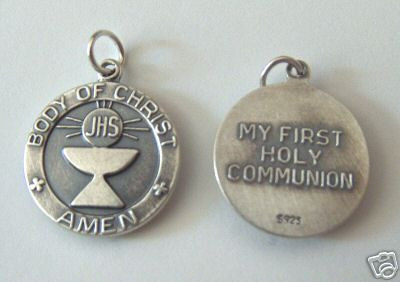 BODY OF CHRIST
JHS
AMEN
MY FIRST
HOLY
COMMUNION
S925